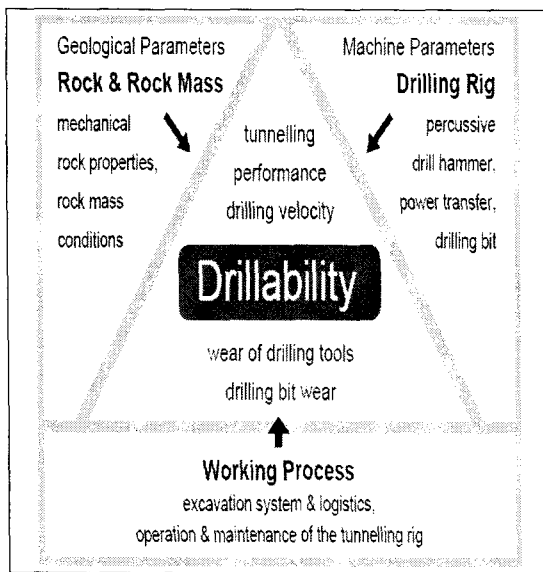 Geological Parameters
Rock & Rock Mass
mechanical
rock properties,
rock mass
conditions
Machine Parameters
Drilling Rig
percussive
drill hammer,
power transfer,
drilling bit
tunnelling
performance
drilling velocity
Drillability
wear of drilling tools
drilling bit wear
Working Process
excavation system & logistics,
operation & maintenance of the tunnelling rig